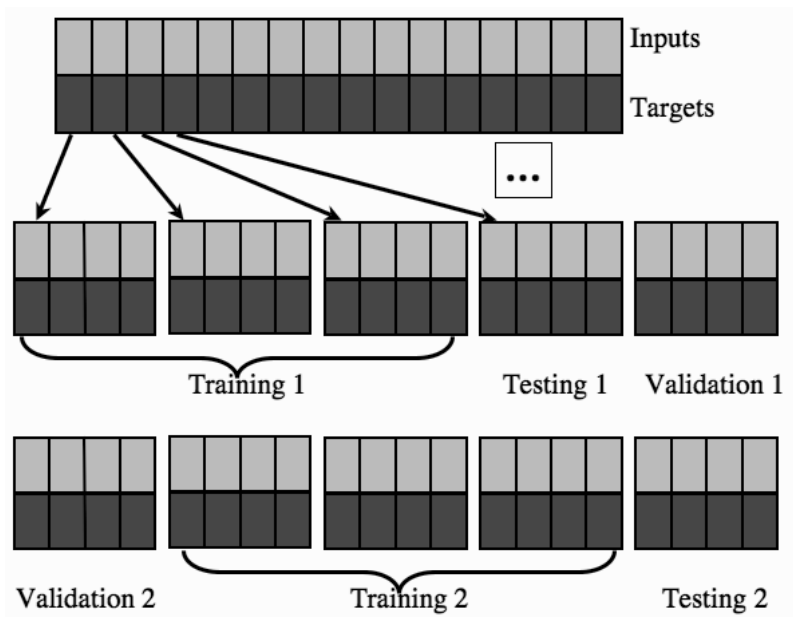 Inputs
Targets
...
Training 1
Testing 1
Validation 1
Validation 2
Training 2
Testing 2